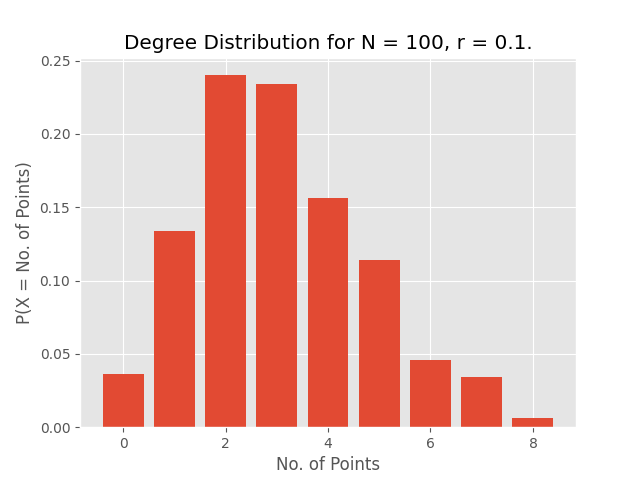 Degree Distribution for N = 100, r = 0.1.
0.25
0.20
0.15
0.10
0.05
0.00
P(X = No. of Points)
0 2 4 6 8
No. of Points